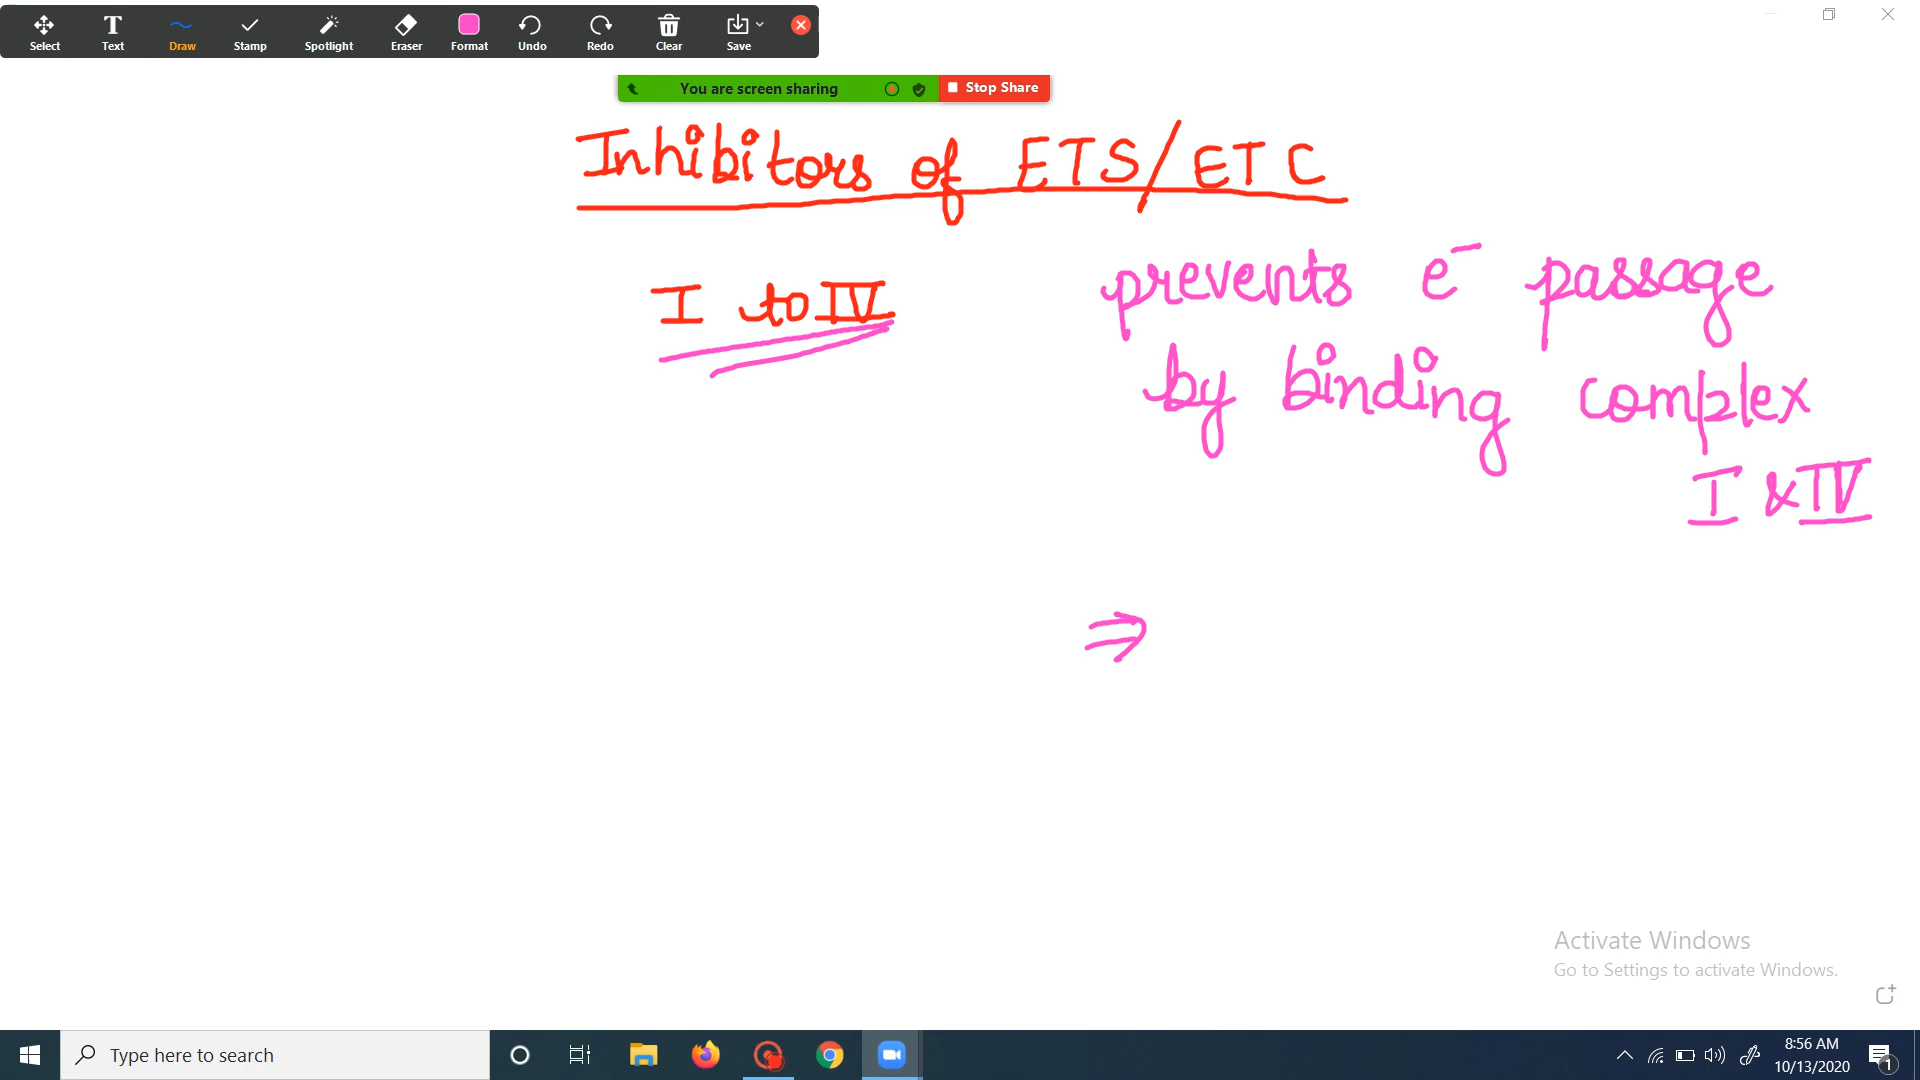 Select Text Draw Stamp Spotlight Eraser Format Undo Redo Clear Save
You are screen sharing Stop Share
Inhibitors of ETS/ETC
I to IV
prevents e⁻ passage
by binding complex
I & IV
⇒
Activate Windows
Go to Settings to activate Windows.
Type here to search
8:56 AM
10/13/2020
1